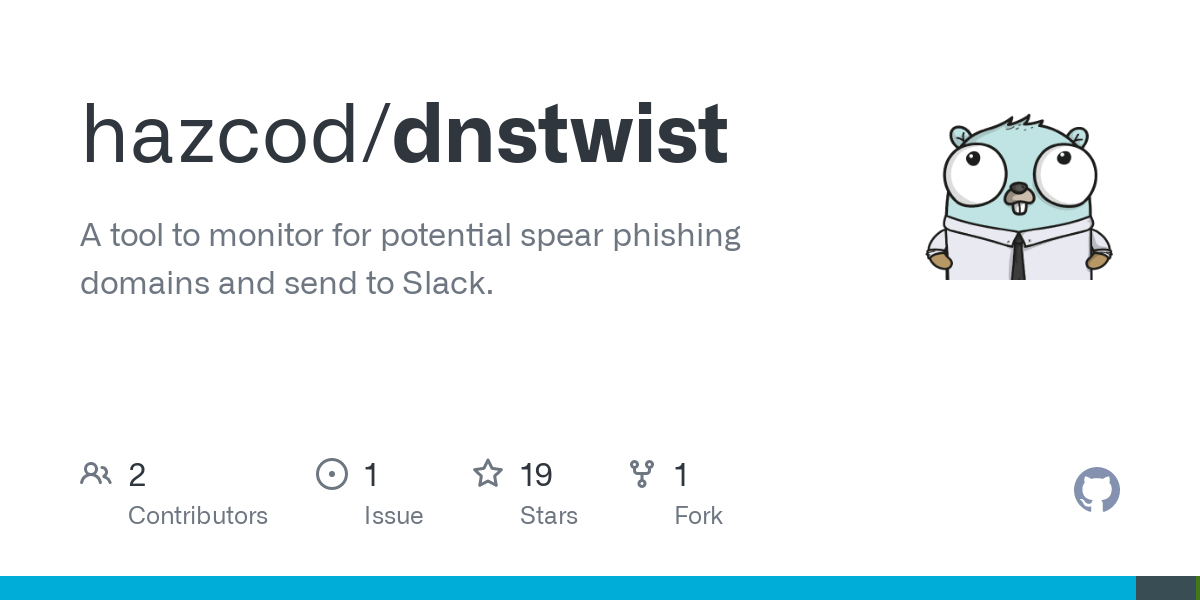 hazcod/dnstwist
A tool to monitor for potential spear phishing
domains and send to Slack.
2 1 19 1
Contributors Issue Stars Fork